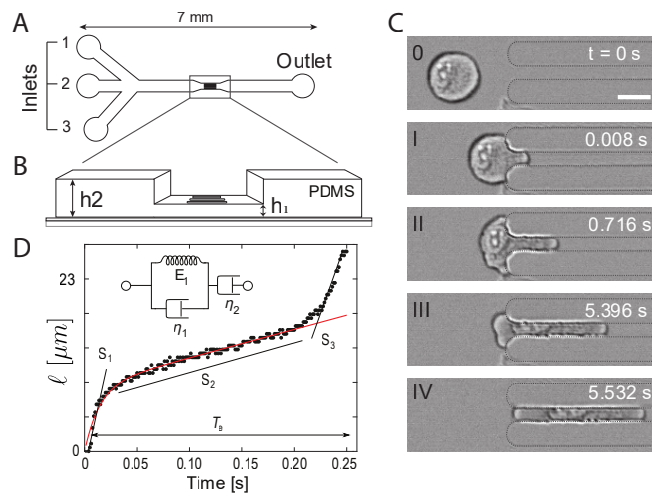 A
7 mm
Inlets
1
2
3
Outlet
B
h2
h1
PDMS
C
0
t = 0 s
I
0.008 s
II
0.716 s
III
5.396 s
IV
5.532 s
D
ℓ [μm]
23
0
E1
η1
η2
S1
S2
S3
0
0.05
0.10
0.15
0.20
0.25
Time [s]